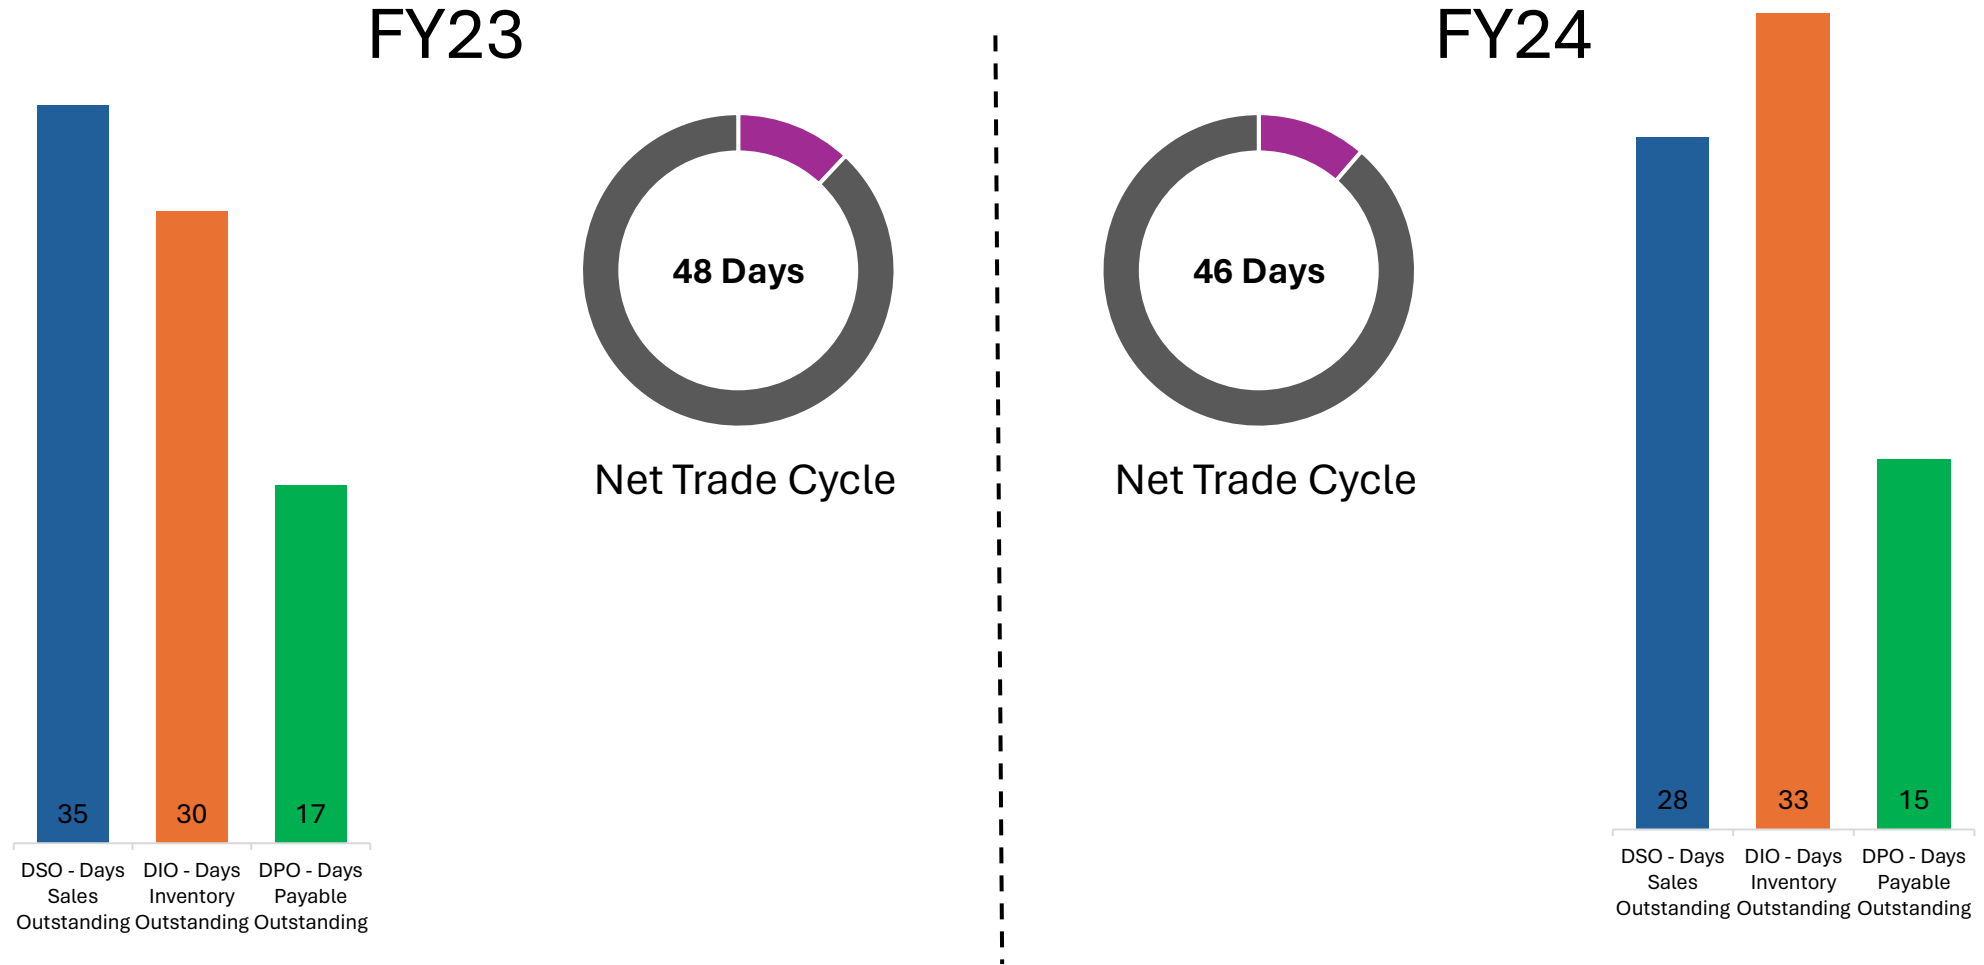 FY23
48 Days
Net Trade Cycle
35
30
17
DSO - Days
Sales
Outstanding
DIO - Days
Inventory
Outstanding
DPO - Days
Payable
Outstanding
FY24
46 Days
Net Trade Cycle
28
33
15
DSO - Days
Sales
Outstanding
DIO - Days
Inventory
Outstanding
DPO - Days
Payable
Outstanding